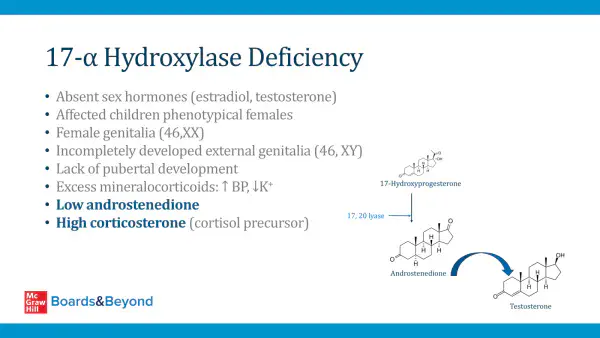 17-α Hydroxylase Deficiency
• Absent sex hormones (estradiol, testosterone)
• Affected children phenotypical females
• Female genitalia (46,XX)
• Incompletely developed external genitalia (46, XY)
• Lack of pubertal development
• Excess mineralocorticoids: ↑ BP, ↓K⁺
• Low androstenedione
• High corticosterone (cortisol precursor)
17-Hydroxyprogesterone
17, 20 lyase
Androstenedione
Testosterone
Mc
Graw
Hill
Boards&Beyond